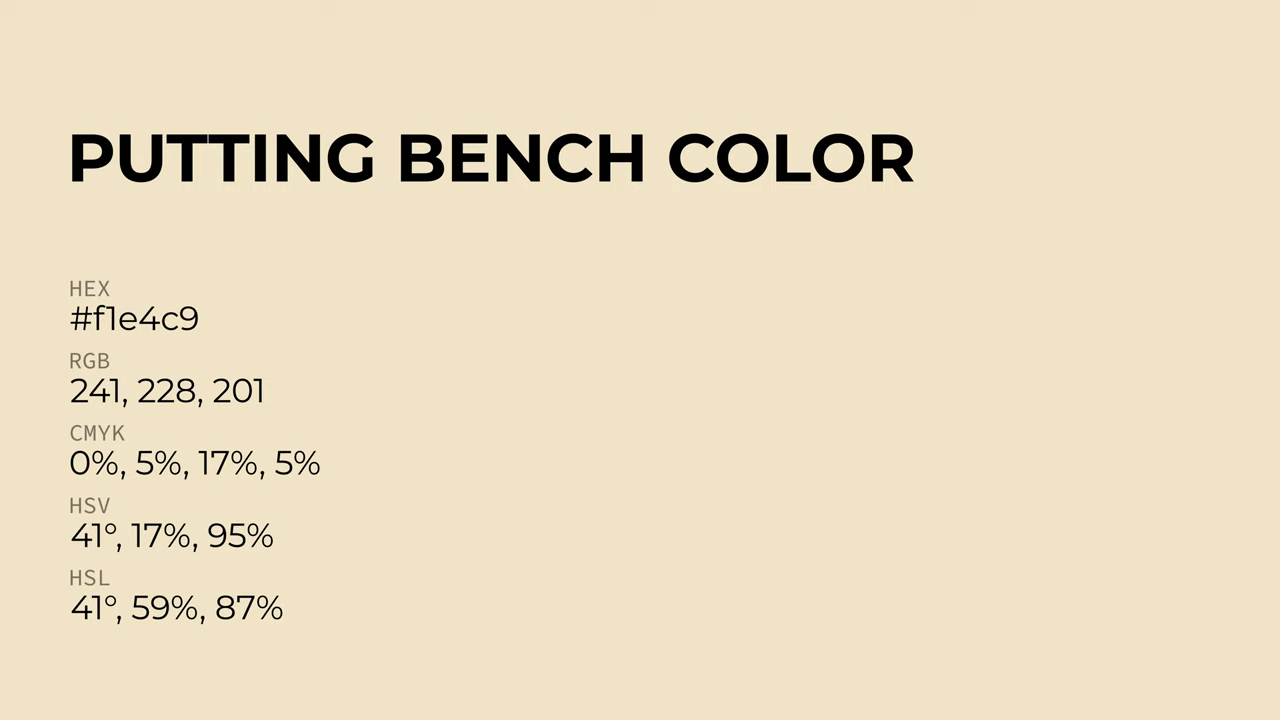 PUTTING BENCH COLOR
HEX
#f1e4c9
RGB
241, 228, 201
CMYK
0%, 5%, 17%, 5%
HSV
41°, 17%, 95%
HSL
41°, 59%, 87%